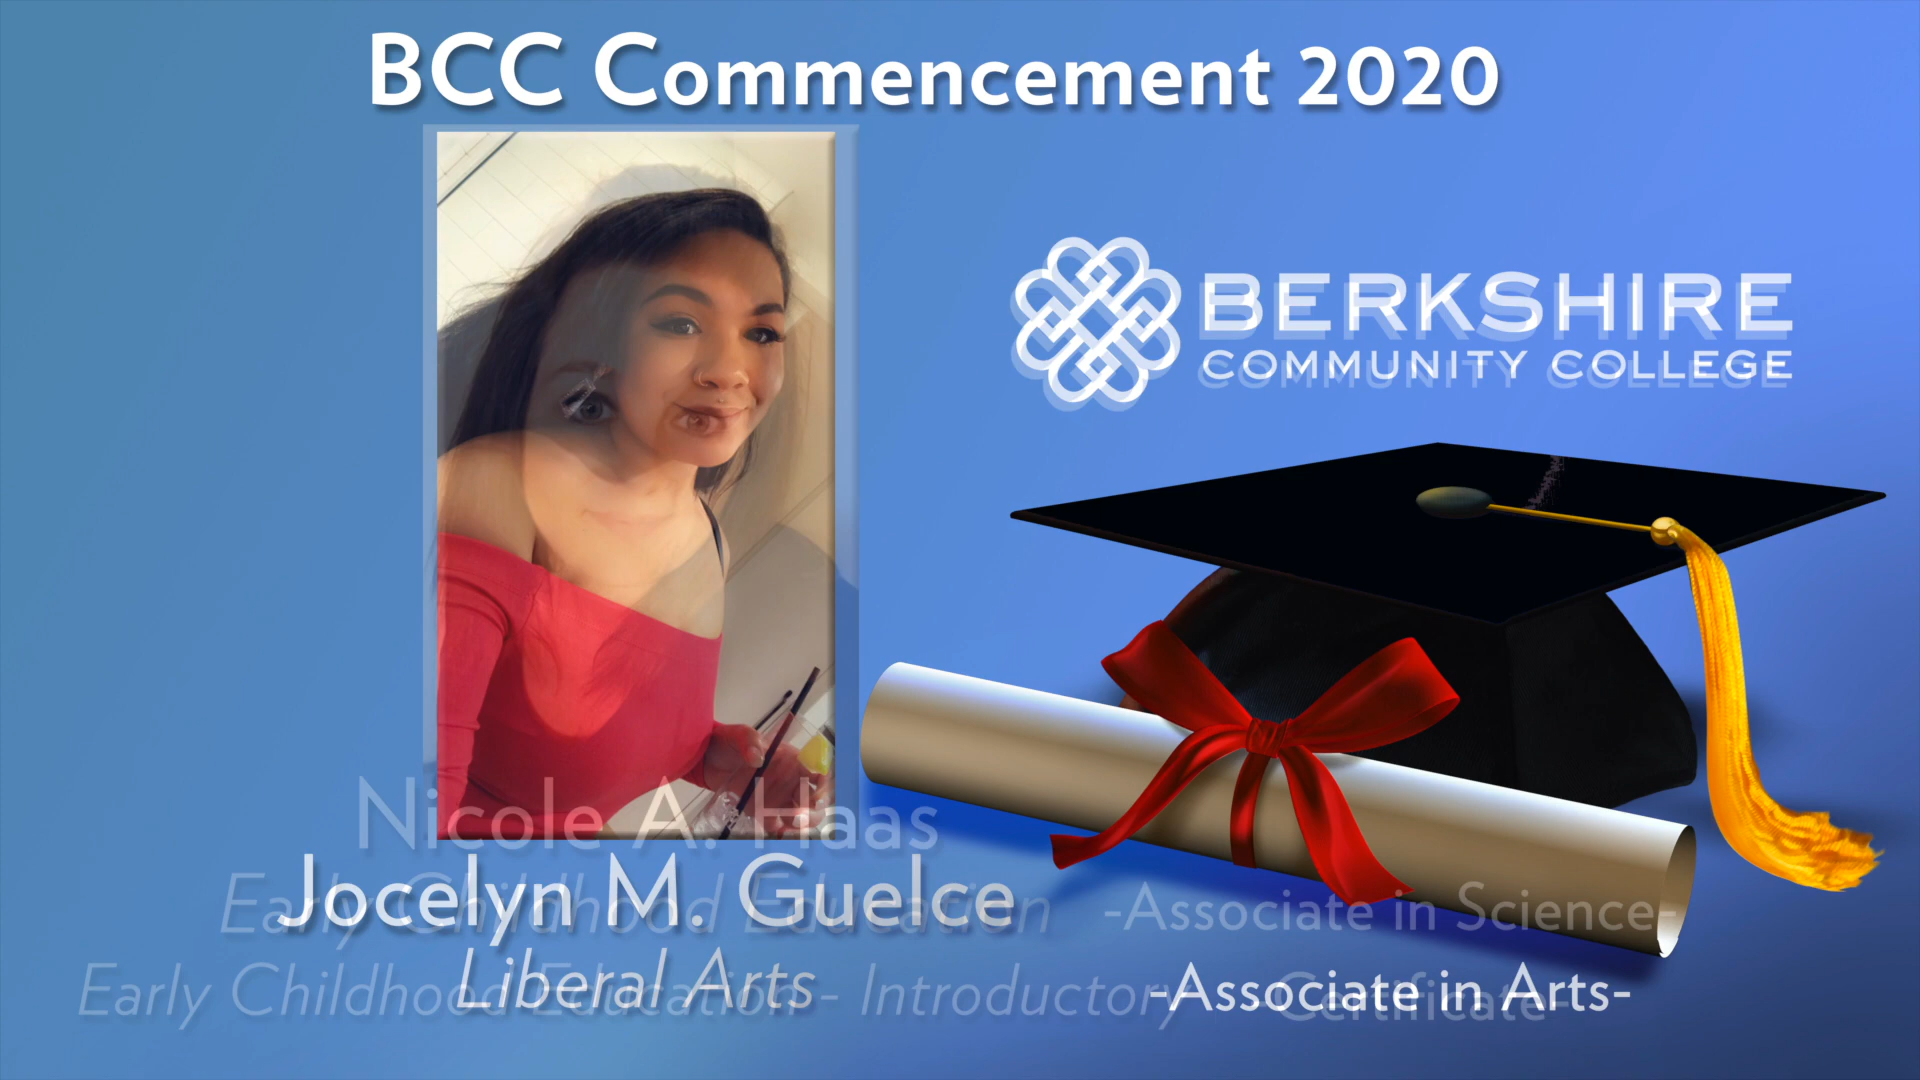 BCC Commencement 2020
BERKSHIRE
COMMUNITY COLLEGE
Nicole A. Haas
Jocelyn M. Guelce
Early Childhood Education -Associate in Science-
Liberal Arts -Associate in Arts-
Early Childhood Education - Introductory -Certificate-